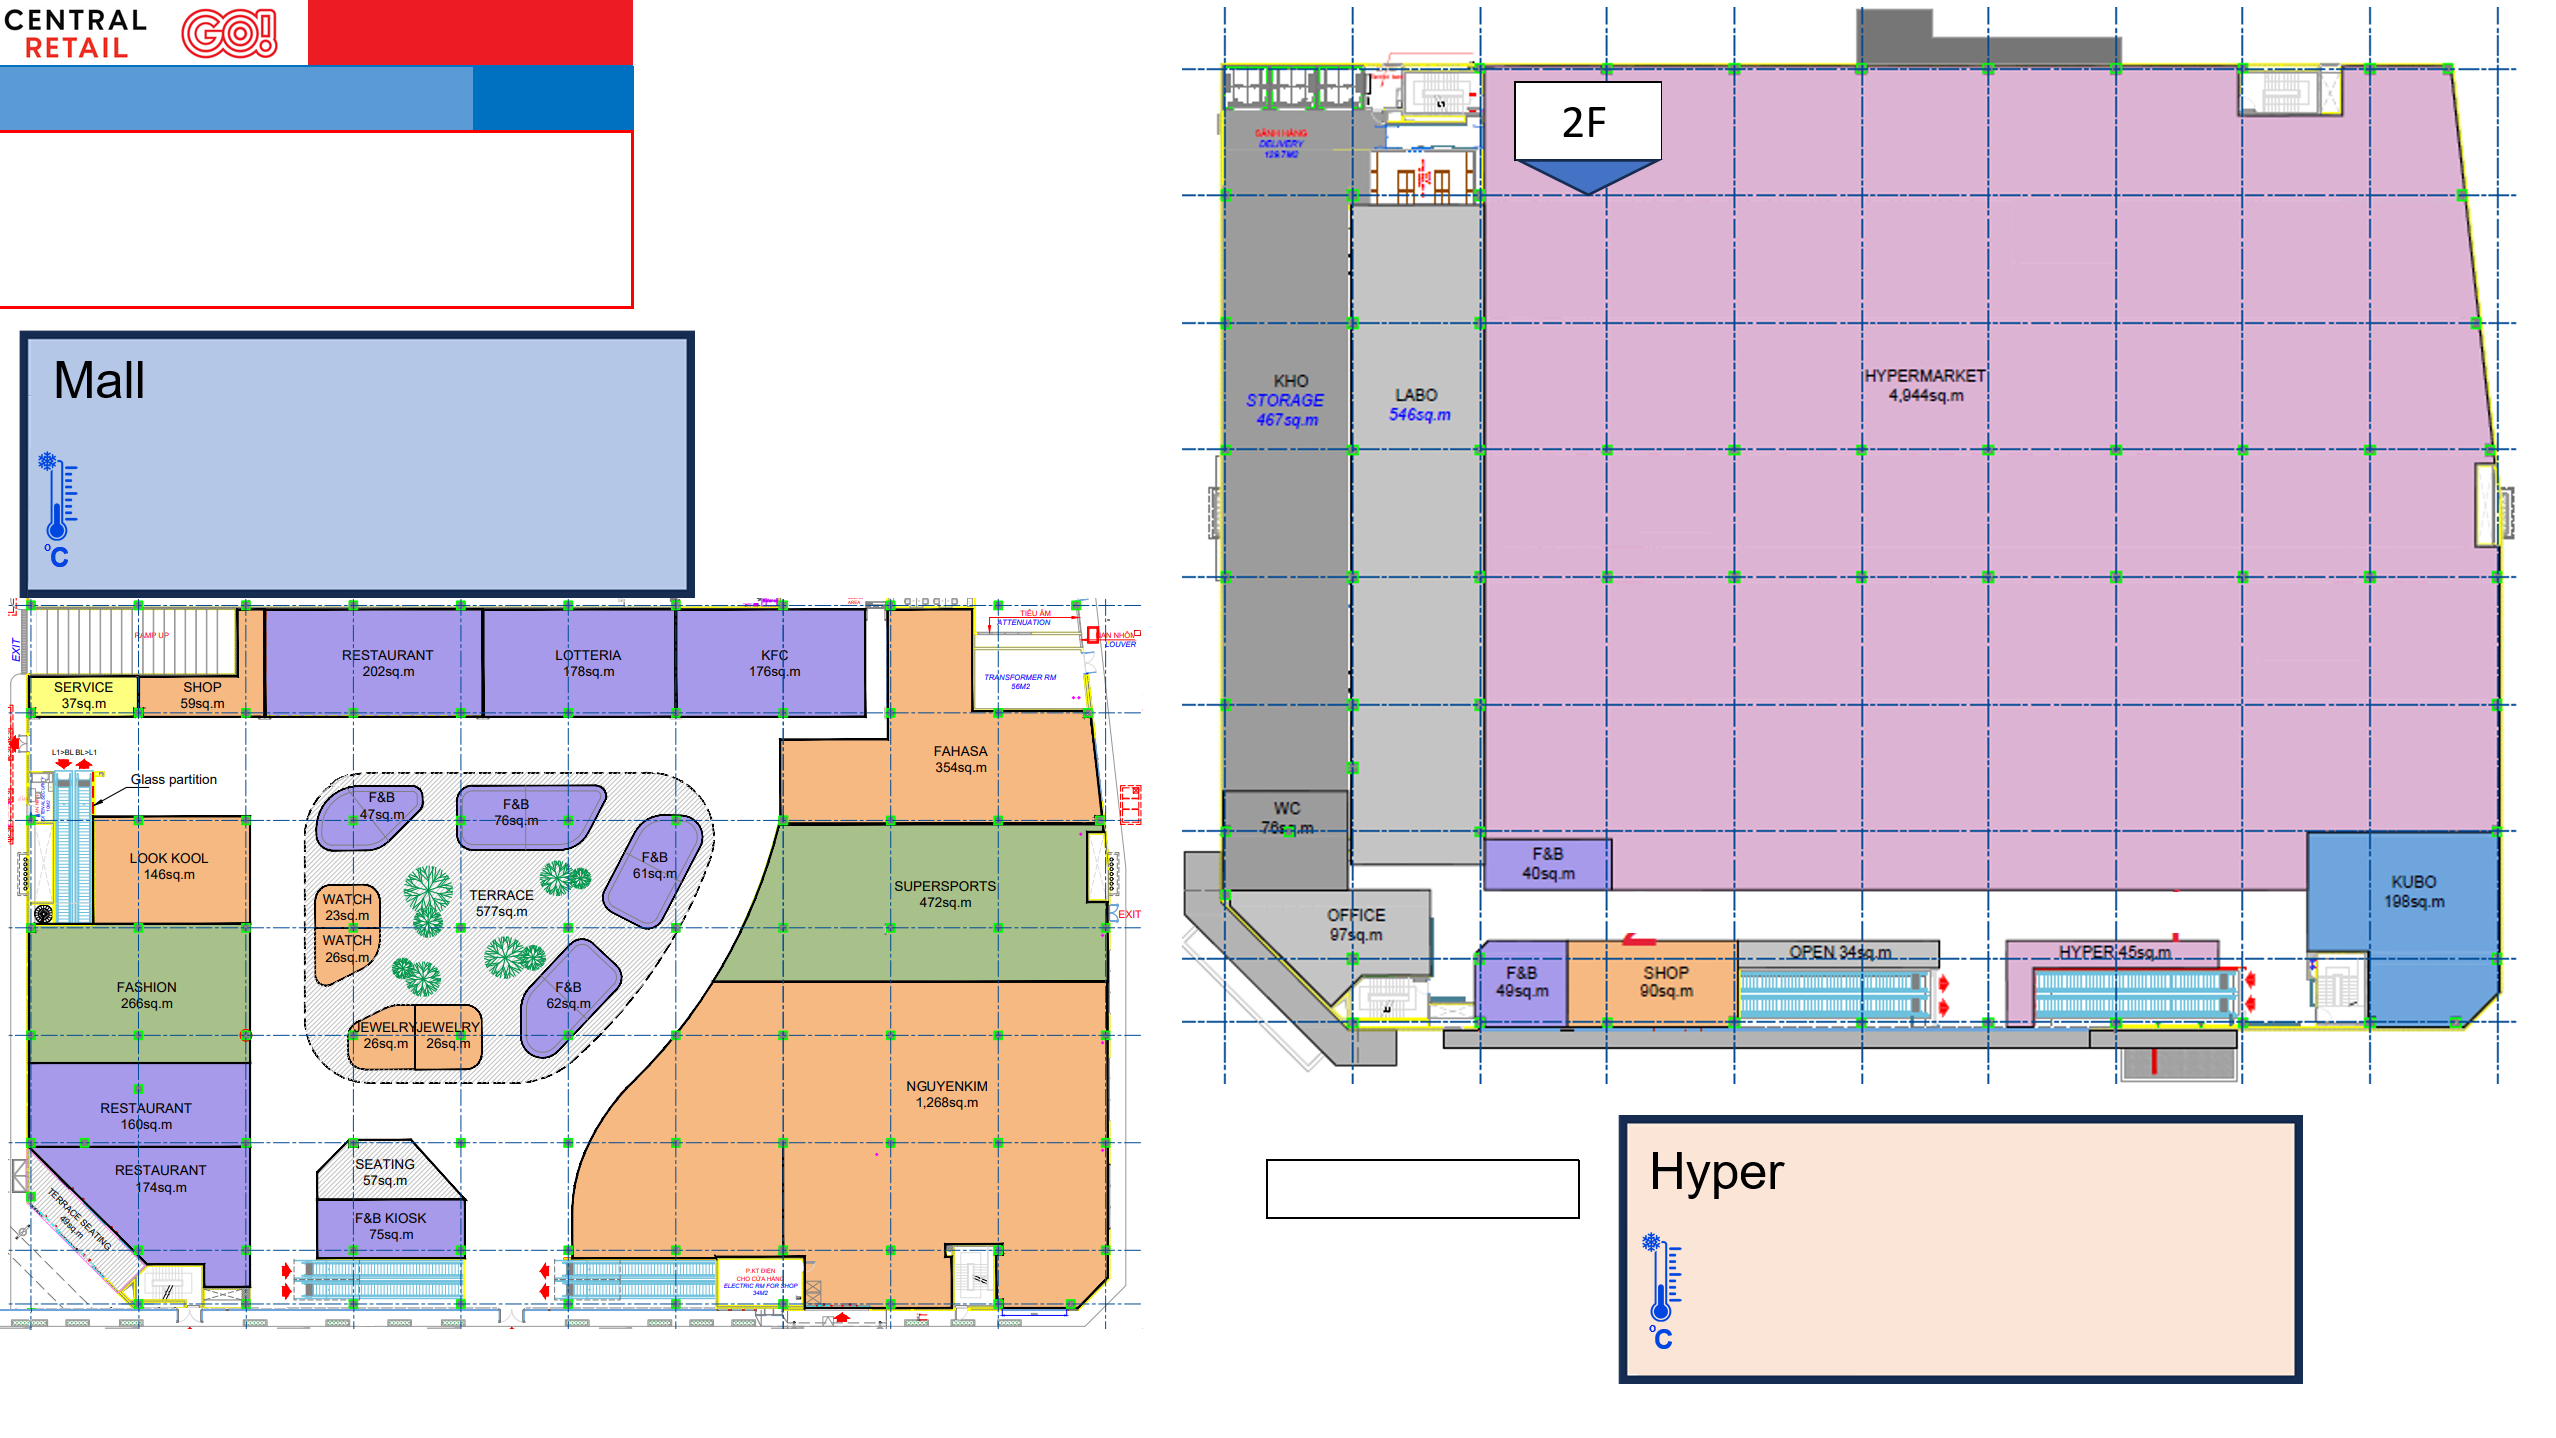 CENTRAL
RETAIL
GO!
Mall
°C
RAMP UP
EXIT
RESTAURANT
202sq.m
LOTTERIA
178sq.m
KFC
176sq.m
SERVICE
37sq.m
SHOP
59sq.m
TIÊU ÂM
ATTENUATION
LOUVER
TRANSFORMER RM
56M2
FAHASA
354sq.m
L1>BL BL>L1
Glass partition
LOOK KOOL
146sq.m
F&B
47sq.m
F&B
76sq.m
F&B
61sq.m
WATCH
23sq.m
WATCH
26sq.m
TERRACE
577sq.m
SUPERSPORTS
472sq.m
EXIT
FASHION
266sq.m
F&B
62sq.m
JEWELRY
26sq.m
JEWELRY
26sq.m
NGUYENKIM
1,268sq.m
RESTAURANT
160sq.m
RESTAURANT
174sq.m
TERRACE SEATING
49sq.m
SEATING
57sq.m
F&B KIOSK
75sq.m
P.KT ĐIỆN
CHO CỬA HÀNG
ELECTRIC RM FOR SHOP
34M2
2F
SẢNH HÀNG
DELIVERY
129.7M2
KHO
STORAGE
467sq.m
LABO
546sq.m
HYPERMARKET
4,944sq.m
WC
76sq.m
F&B
40sq.m
KUBO
198sq.m
OFFICE
97sq.m
F&B
49sq.m
SHOP
90sq.m
OPEN 34sq.m
HYPER 45sq.m
Hyper
°C